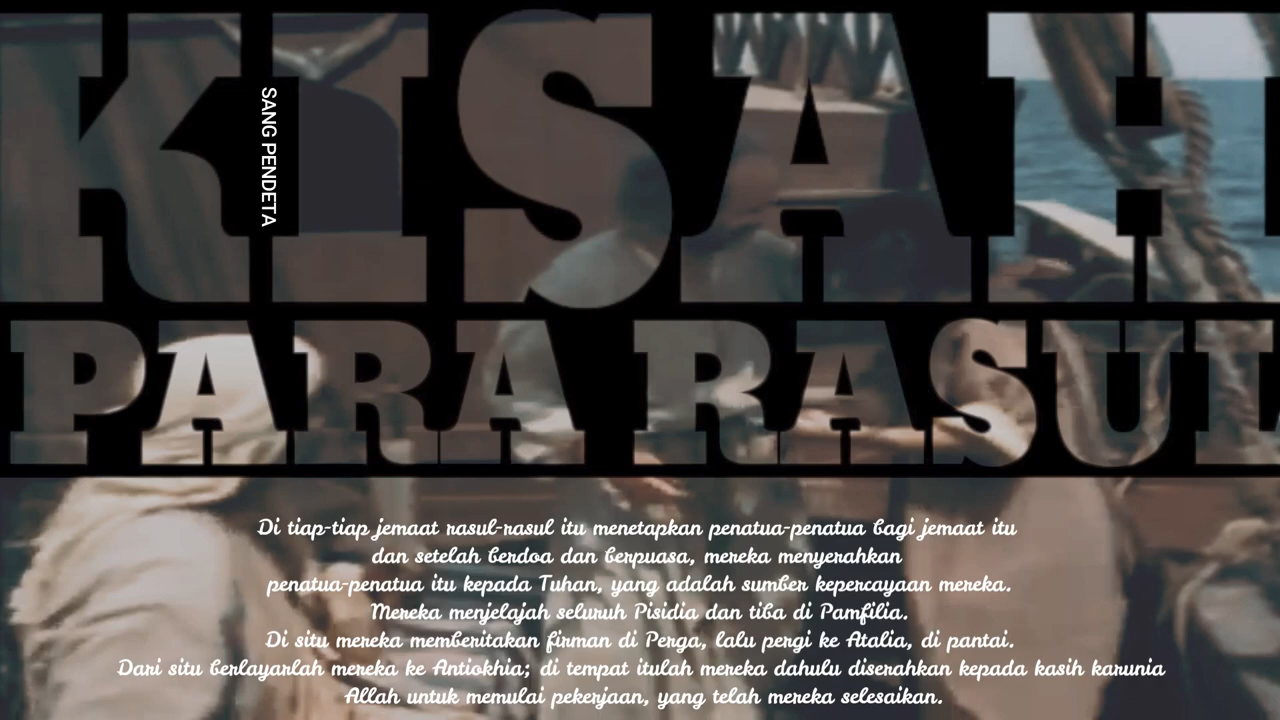 KISAH
SANG PENDETA
PARA RASUL
Di tiap-tiap jemaat rasul-rasul itu menetapkan penatua-penatua bagi jemaat itu
dan setelah berdoa dan berpuasa, mereka menyerahkan
penatua-penatua itu kepada Tuhan, yang adalah sumber kepercayaan mereka.
Mereka menjelajah seluruh Pisidia dan tiba di Pamfilia.
Di situ mereka memberitakan firman di Perga, lalu pergi ke Atalia, di pantai.
Dari situ berlayarlah mereka ke Antiokhia; di tempat itulah mereka dahulu diserahkan kepada kasih karunia
Allah untuk memulai pekerjaan, yang telah mereka selesaikan.